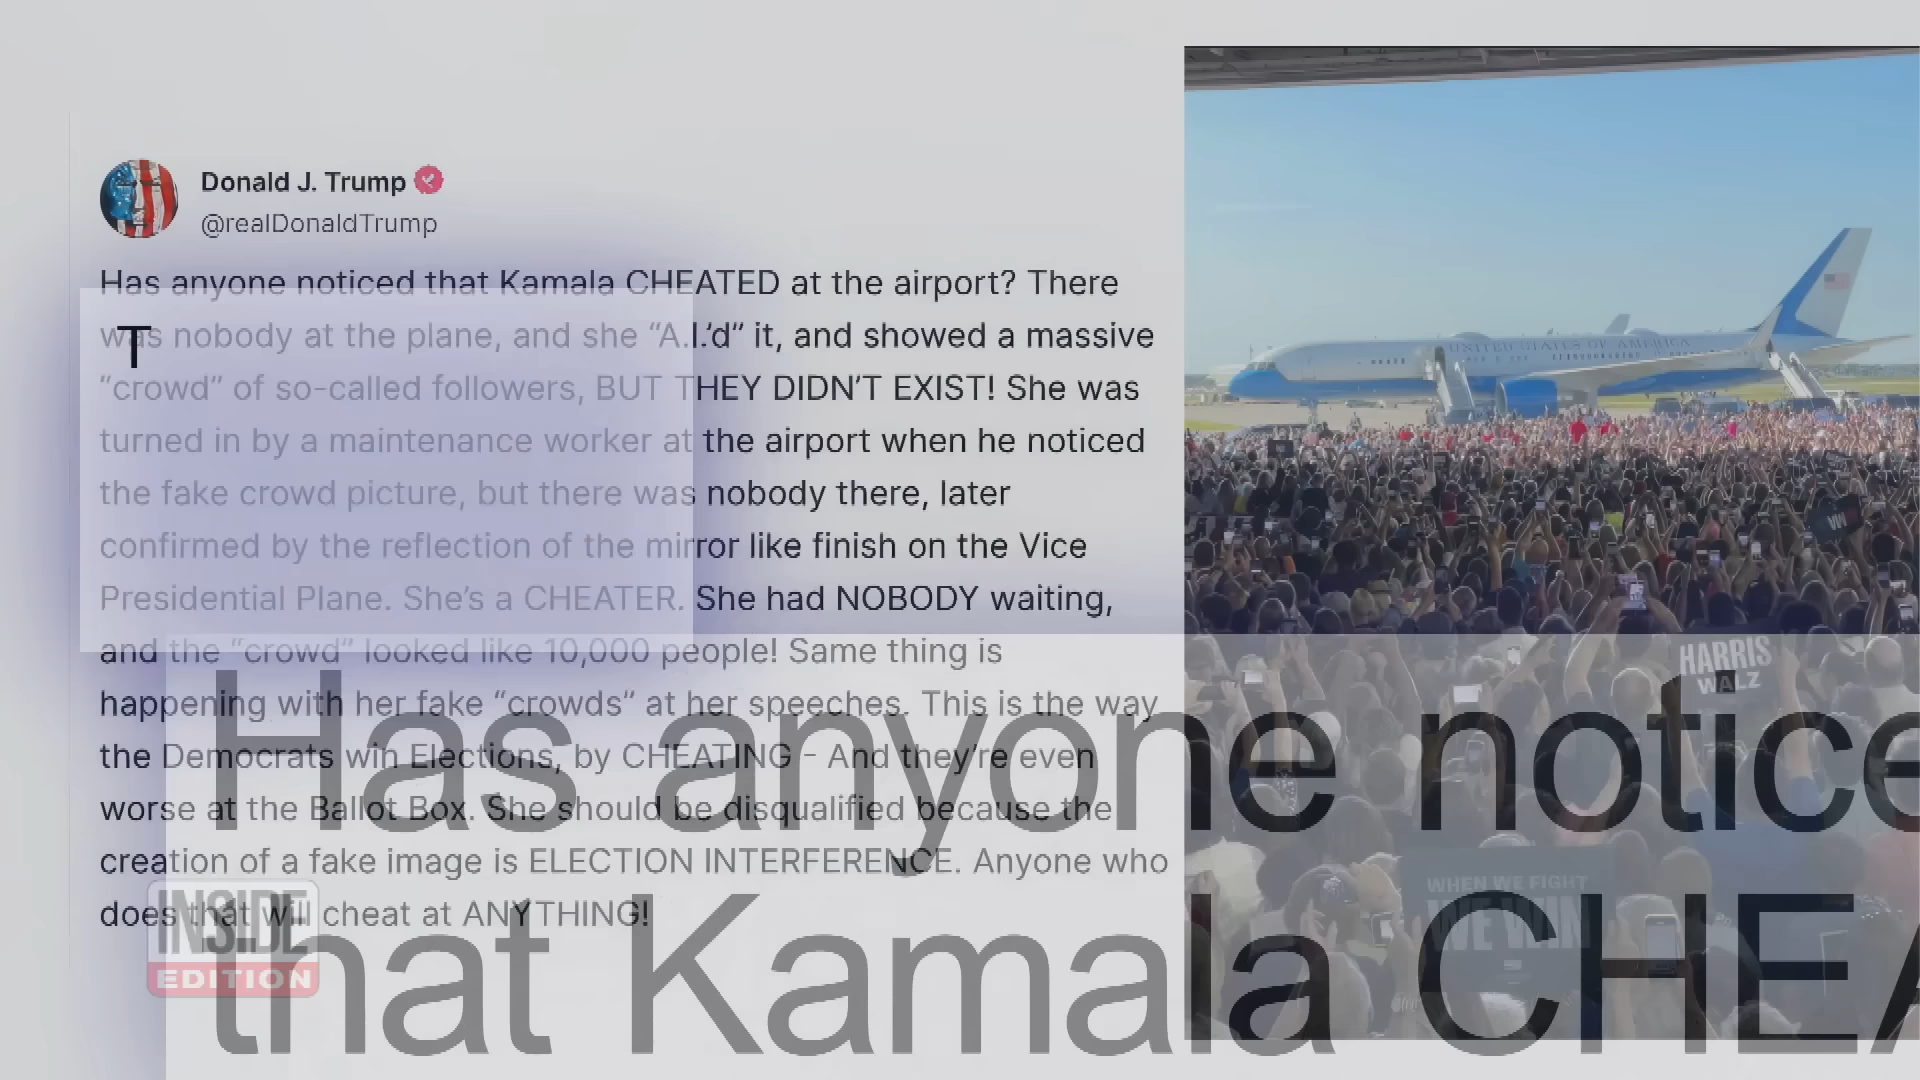 Donald J. Trump
@realDonaldTrump
Has anyone noticed that Kamala CHEATED at the airport? There
was nobody at the plane, and she “A.I.’d” it, and showed a massive
“crowd” of so-called followers, BUT THEY DIDN’T EXIST! She was
turned in by a maintenance worker at the airport when he noticed
the fake crowd picture, but there was nobody there, later
confirmed by the reflection of the mirror like finish on the Vice
Presidential Plane. She’s a CHEATER. She had NOBODY waiting,
and the “crowd” looked like 10,000 people! Same thing is
happening with her fake “crowds” at her speeches. This is the way
the Democrats win Elections, by CHEATING - And they’re even
worse at the Ballot Box. She should be disqualified because the
creation of a fake image is ELECTION INTERFERENCE. Anyone who
does that will cheat at ANYTHING!
T
Has anyone notice
that Kamala CHEA
INSIDE
EDITION
UNITED STATES OF AMERICA
HARRIS
WALZ
WHEN WE FIGHT
WE WIN